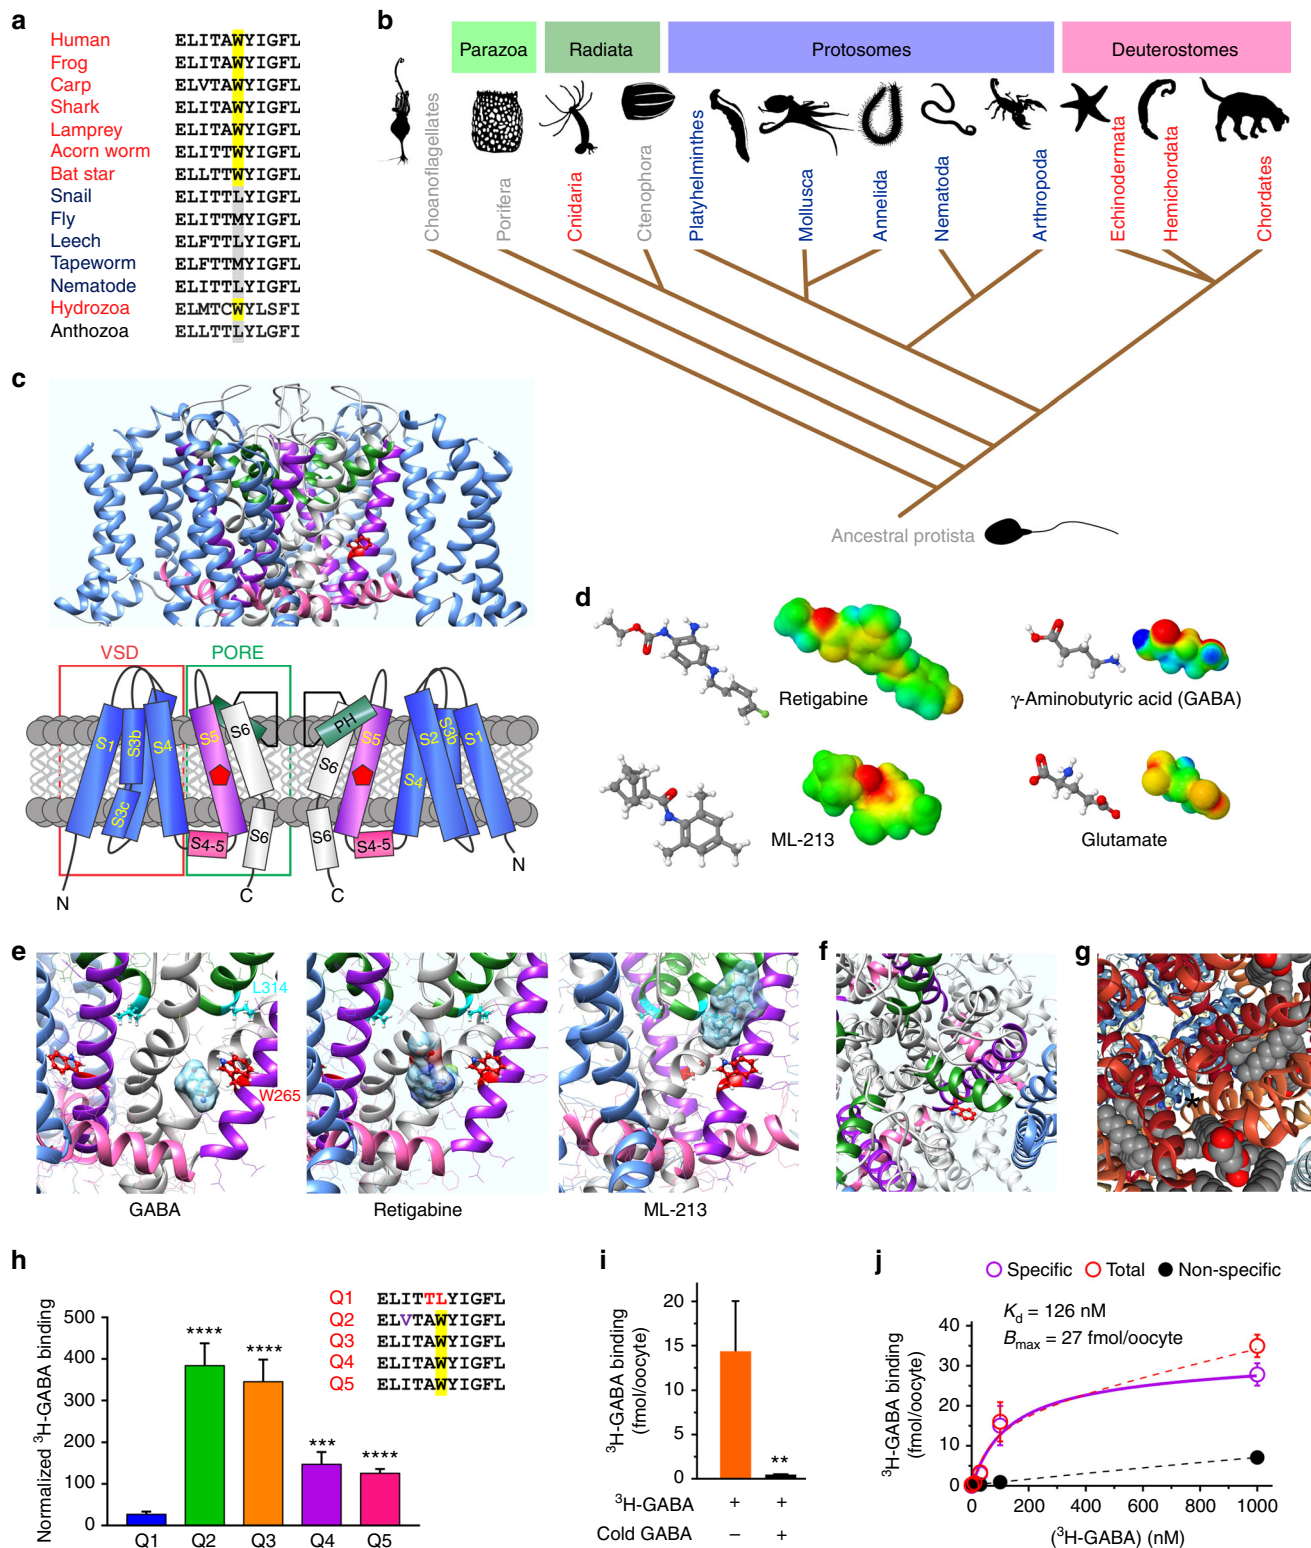 a
Human ELITAWYIGFL
Frog ELITAWYIGFL
Carp ELVTAWYIGFL
Shark ELITAWYIGFL
Lamprey ELITAWYIGFL
Acorn worm ELITTWYIGFL
Bat star ELLTTWYIGFL
Snail ELITTLYIGFL
Fly ELITTMYIGFL
Leech ELFTTLYIGFL
Tapeworm ELFTTMYIGFL
Nematode ELITTLYIGFL
Hydrozoa ELMTCWYLSFI
Anthozoa ELLTTLYLGFI
b
Parazoa Radiata Protosomes Deuterostomes
Choanoflagellates
Porifera
Cnidaria
Ctenophora
Platyhelminthes
Mollusca
Annelida
Nematoda
Arthropoda
Echinodermata
Hemichordata
Chordates
Ancestral protista
c
VSD PORE
S1 S3b S4 S5 S6 PH S5 S2 S3b S1
S3c S6 S4
S4-5 S6 S6 S4-5
N C C N
d
Retigabine
γ-Aminobutyric acid (GABA)
ML-213
Glutamate
e
L314
W265
GABA Retigabine ML-213
f
g
*
h
Normalized ³H-GABA binding
500
400
300
200
100
0
**** **** *** ****
Q1 Q2 Q3 Q4 Q5
Q1 ELITTLYIGFL
Q2 ELVTAWYIGFL
Q3 ELITAWYIGFL
Q4 ELITAWYIGFL
Q5 ELITAWYIGFL
i
³H-GABA binding
(fmol/oocyte)
20
15
10
5
0
**
³H-GABA + +
Cold GABA – +
j
Specific Total Non-specific
Kd = 126 nM
Bmax = 27 fmol/oocyte
³H-GABA binding
(fmol/oocyte)
40
30
20
10
0
0 200 400 600 800 1000
(³H-GABA) (nM)